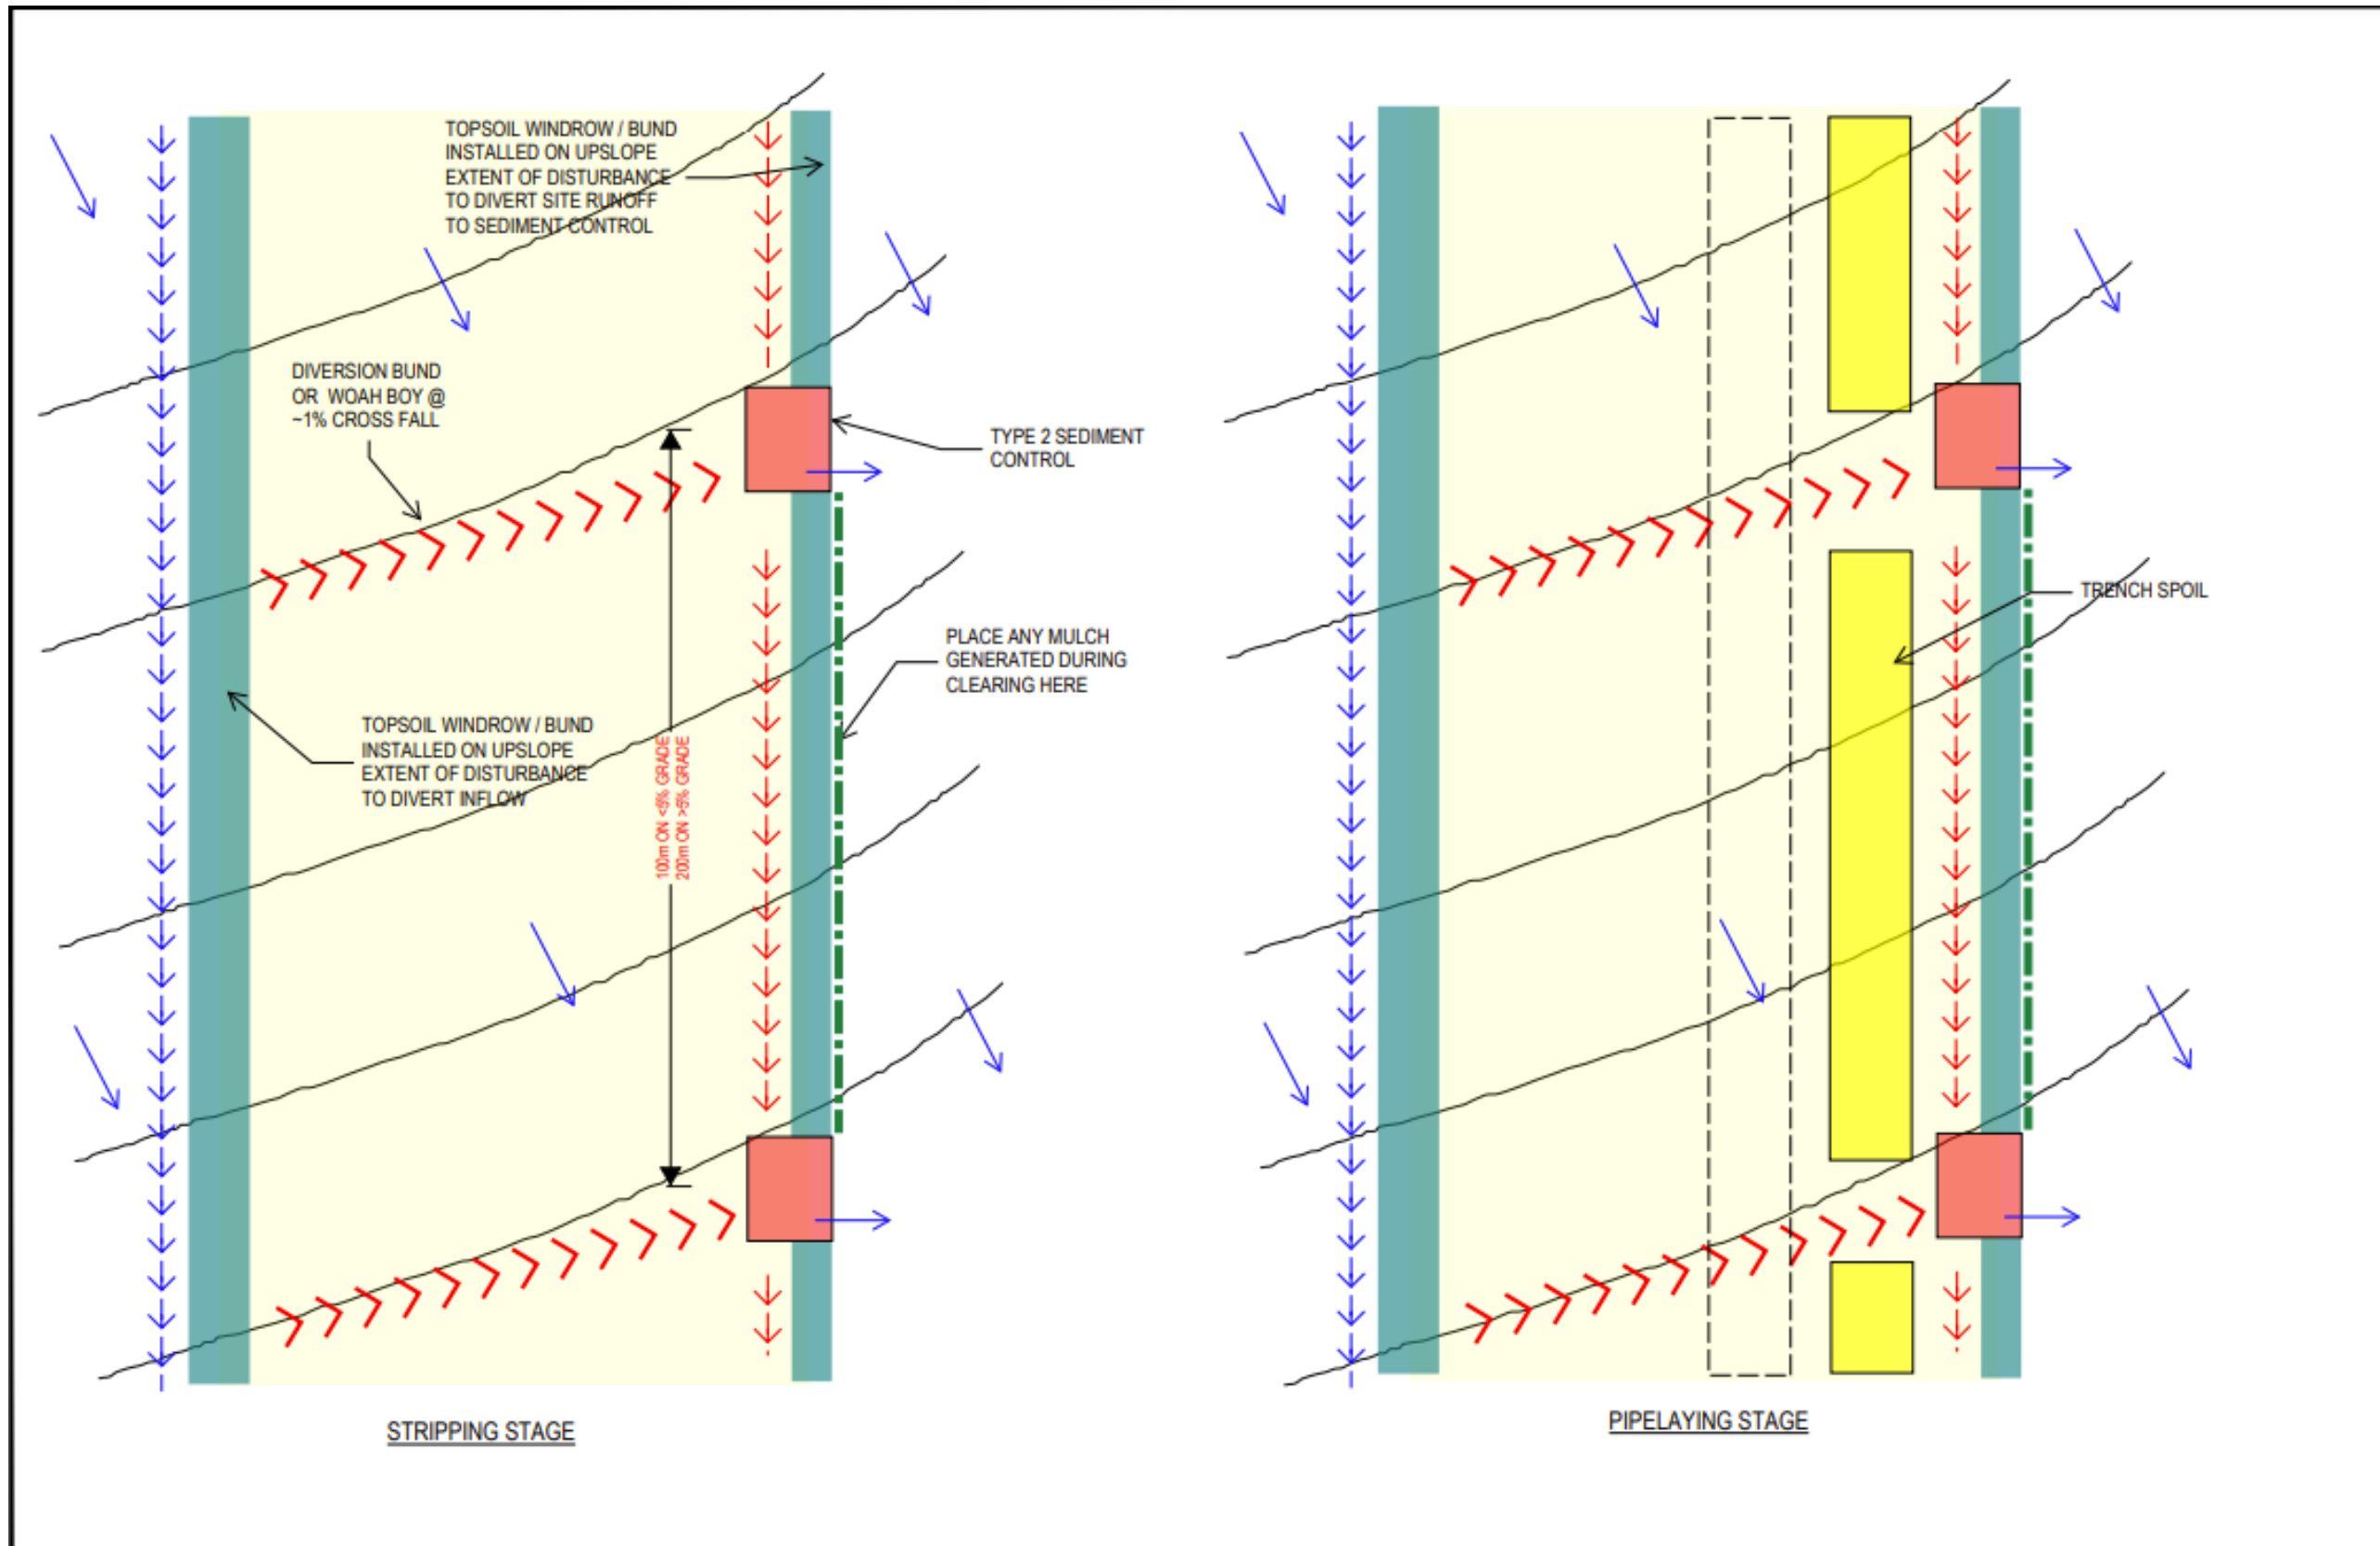 TOPSOIL WINDROW / BUND
INSTALLED ON UPSLOPE
EXTENT OF DISTURBANCE
TO DIVERT SITE RUNOFF
TO SEDIMENT CONTROL
DIVERSION BUND
OR WOAH BOY @
~1% CROSS FALL
TYPE 2 SEDIMENT
CONTROL
PLACE ANY MULCH
GENERATED DURING
CLEARING HERE
TOPSOIL WINDROW / BUND
INSTALLED ON UPSLOPE
EXTENT OF DISTURBANCE
TO DIVERT INFLOW
100m ON <5% GRADE
200m ON >5% GRADE
STRIPPING STAGE
TRENCH SPOIL
PIPELAYING STAGE